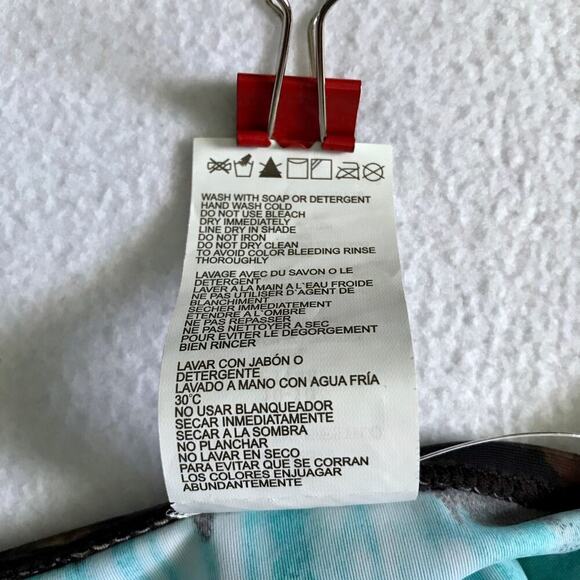 WASH WITH SOAP OR DETERGENT
HAND WASH COLD
DO NOT USE BLEACH
DRY IMMEDIATELY
LINE DRY IN SHADE
DO NOT IRON
DO NOT DRY CLEAN
TO AVOID COLOR BLEEDING RINSE
THOROUGHLY
LAVAGE AVEC DU SAVON O LE
DETERGENT
LAVER A LA MAIN A L`EAU FROIDE
NE PAS UTILISER D'AGENT DE
BLANCHIMENT
SECHER IMMEDIATEMENT
ETENDRE A L'OMBRE
NE PAS REPASSER
NE PAS NETTOYER A SEC
POUR EVITER LE DEGORGEMENT
BIEN RINCER
LAVAR CON JABÓN O
DETERGENTE
LAVADO A MANO CON AGUA FRÍA
30°C
NO USAR BLANQUEADOR
SECAR INMEDIATAMENTE
SECAR A LA SOMBRA
NO PLANCHAR
NO LAVAR EN SECO
PARA EVITAR QUE SE CORRAN
LOS COLORES ENJUAGAR
ABUNDANTEMENTE